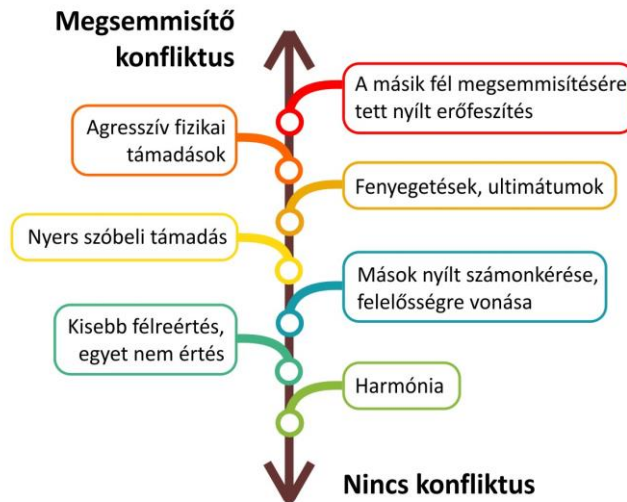 Megsemmisítő
konfliktus
A másik fél megsemmisítésére
tett nyílt erőfeszítés
Agresszív fizikai
támadások
Fenyegetések, ultimátumok
Nyers szóbeli támadás
Mások nyílt számonkérése,
felelősségre vonása
Kisebb félreértés,
egyet nem értés
Harmónia
Nincs konfliktus